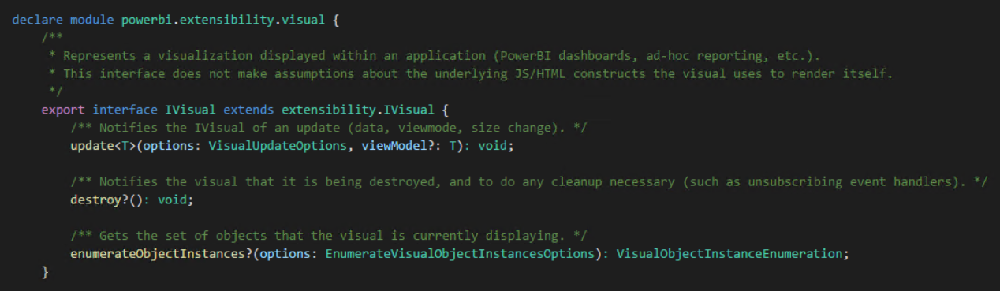 declare module powerbi.extensibility.visual {
/**
* Represents a visualization displayed within an application (PowerBI dashboards, ad-hoc reporting, etc.).
* This interface does not make assumptions about the underlying JS/HTML constructs the visual uses to render itself.
*/
export interface IVisual extends extensibility.IVisual {
/** Notifies the IVisual of an update (data, viewmode, size change). */
update<T>(options: VisualUpdateOptions, viewModel?: T): void;
/** Notifies the visual that it is being destroyed, and to do any cleanup necessary (such as unsubscribing event handlers). */
destroy?(): void;
/** Gets the set of objects that the visual is currently displaying. */
enumerateObjectInstances?(options: EnumerateVisualObjectInstancesOptions): VisualObjectInstanceEnumeration;
}